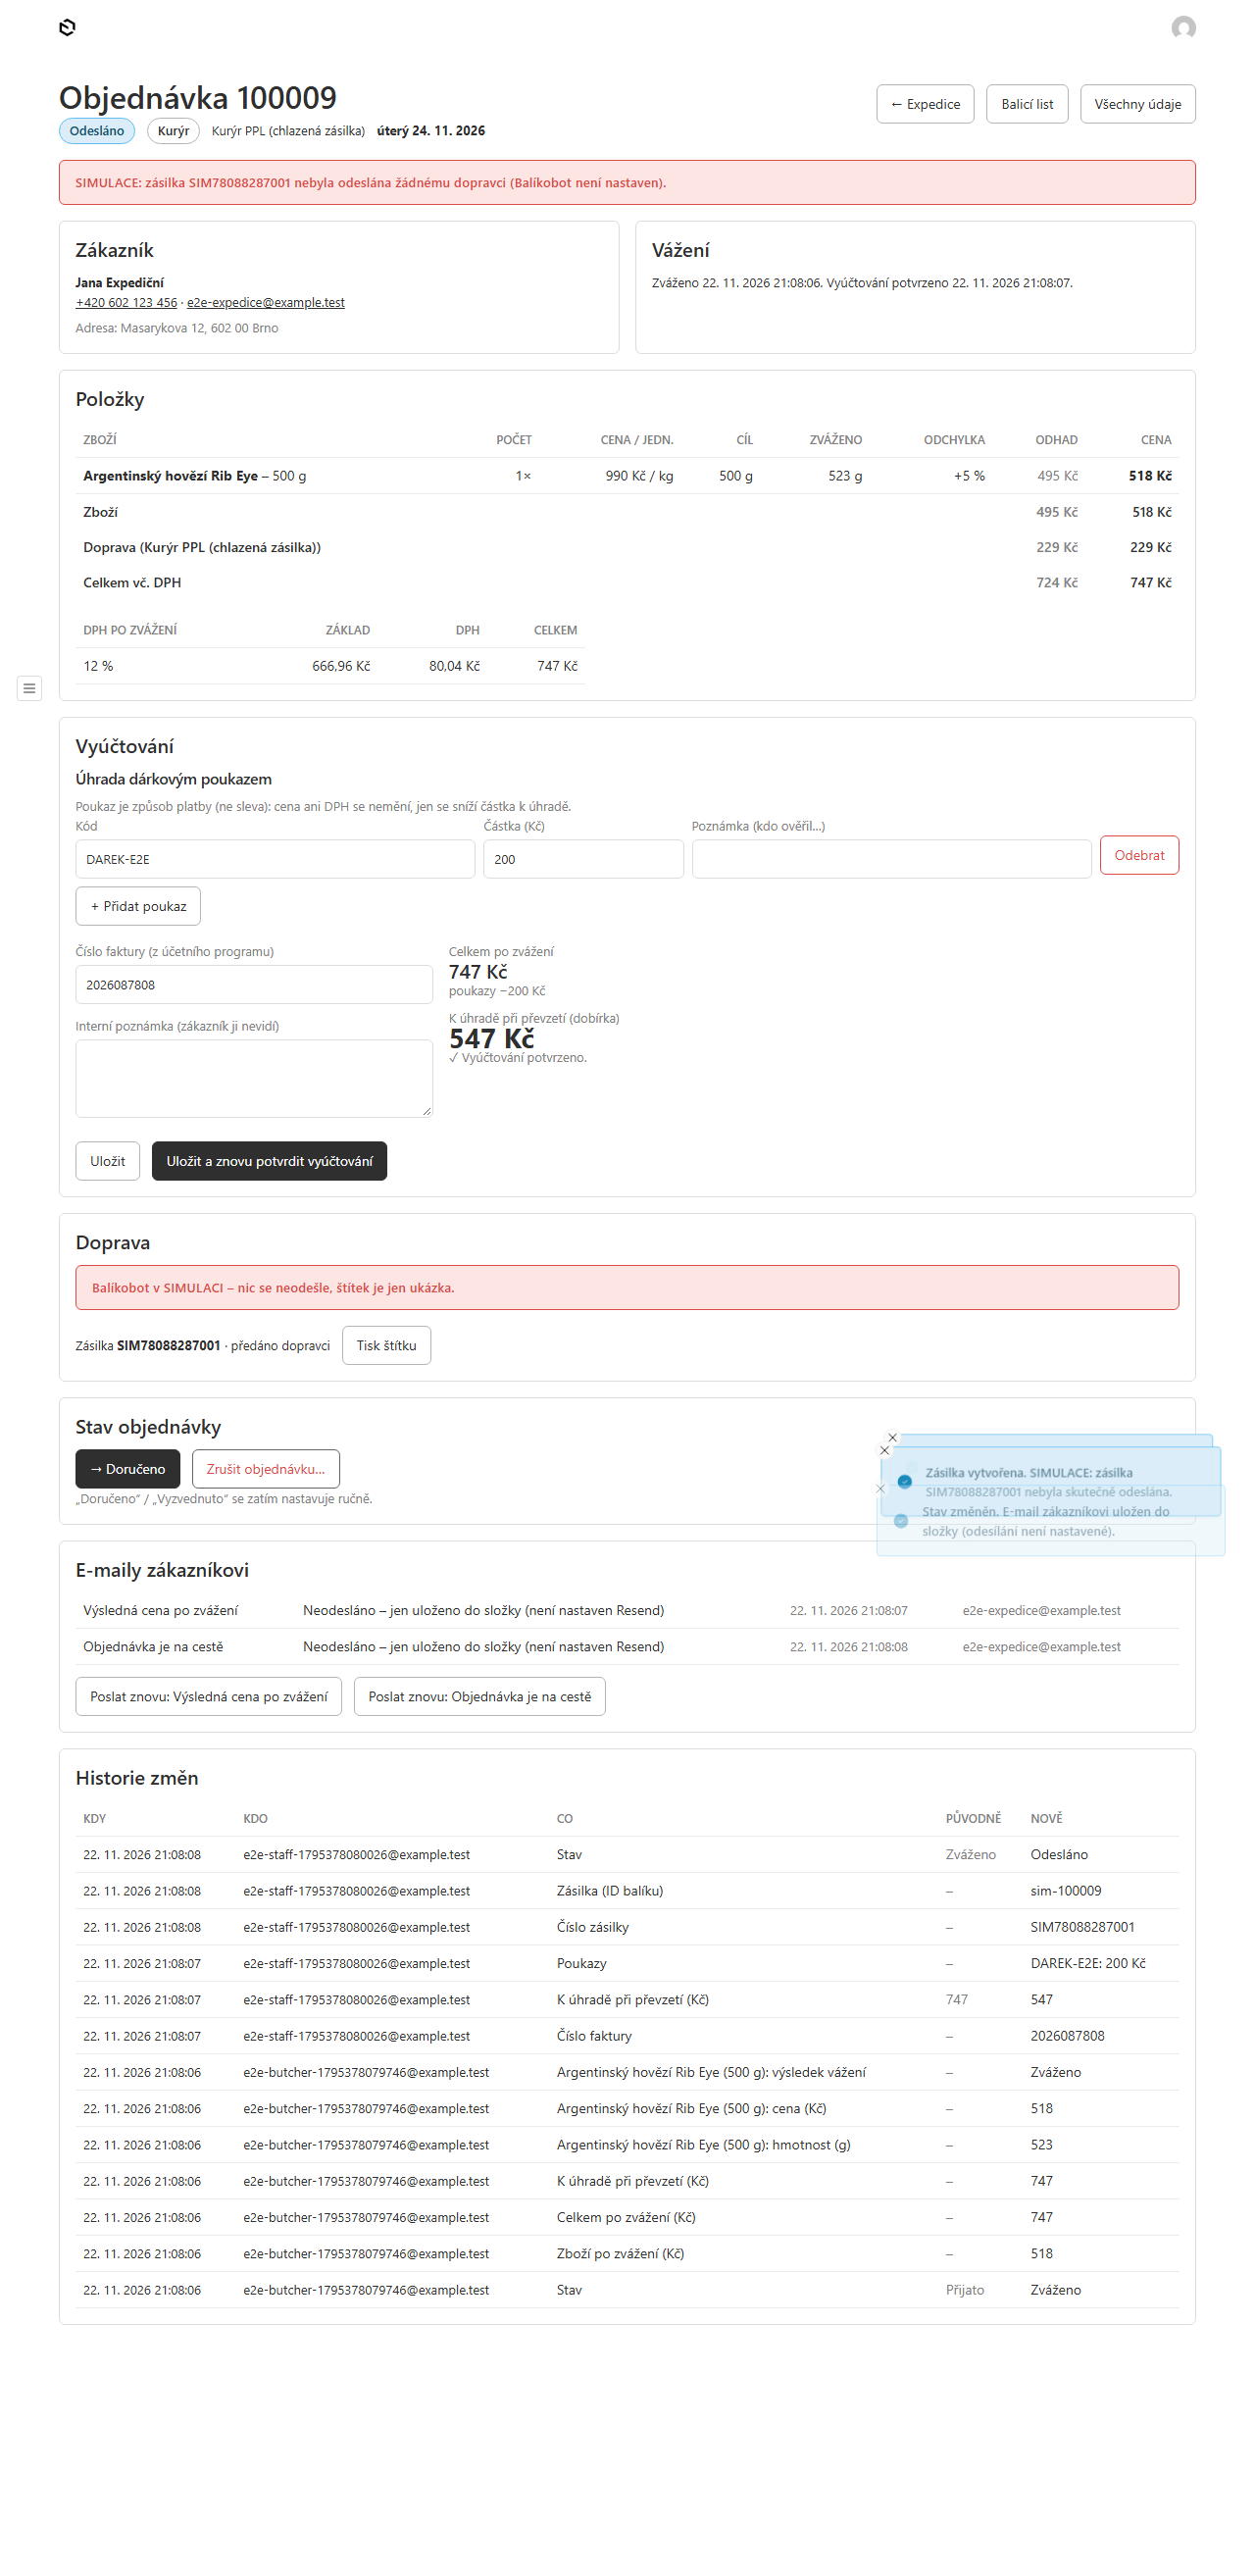 Objednávka 100009
← Expedice
Balicí list
Všechny údaje
Odesláno
Kurýr
Kurýr PPL (chlazená zásilka)
úterý 24. 11. 2026
SIMULACE: zásilka SIM78088287001 nebyla odeslána žádnému dopravci (Balíkobot není nastaven).
Zákazník
Jana Expediční
+420 602 123 456 · e2e-expedice@example.test
Adresa: Masarykova 12, 602 00 Brno
Vážení
Zváženo 22. 11. 2026 21:08:06. Vyúčtování potvrzeno 22. 11. 2026 21:08:07.
Položky
ZBOŽÍ POČET CENA / JEDN. CÍL ZVÁŽENO ODCHYLKA ODHAD CENA
Argentinský hovězí Rib Eye – 500 g 1× 990 Kč / kg 500 g 523 g +5 % 495 Kč 518 Kč
Zboží 495 Kč 518 Kč
Doprava (Kurýr PPL (chlazená zásilka)) 229 Kč 229 Kč
Celkem vč. DPH 724 Kč 747 Kč
DPH PO ZVÁŽENÍ ZÁKLAD DPH CELKEM
12 % 666,96 Kč 80,04 Kč 747 Kč
Vyúčtování
Úhrada dárkovým poukazem
Poukaz je způsob platby (ne sleva): cena ani DPH se nemění, jen se sníží částka k úhradě.
Kód Částka (Kč) Poznámka (kdo ověřil…)
DAREK-E2E 200 Odebrat
+ Přidat poukaz
Číslo faktury (z účetního programu)
2026087808
Interní poznámka (zákazník ji nevidí)
Celkem po zvážení
747 Kč
poukazy −200 Kč
K úhradě při převzetí (dobírka)
547 Kč
✓ Vyúčtování potvrzeno.
Uložit
Uložit a znovu potvrdit vyúčtování
Doprava
Balíkobot v SIMULACI – nic se neodešle, štítek je jen ukázka.
Zásilka SIM78088287001 · předáno dopravci
Tisk štítku
Stav objednávky
→ Doručeno
Zrušit objednávku…
„Doručeno“ / „Vyzvednuto“ se zatím nastavuje ručně.
Zásilka vytvořena. SIMULACE: zásilka
SIM78088287001 nebyla skutečně odeslána.
Stav změněn. E-mail zákazníkovi uložen do
složky (odesílání není nastavené).
E-maily zákazníkovi
Výsledná cena po zvážení Neodesláno – jen uloženo do složky (není nastaven Resend) 22. 11. 2026 21:08:07 e2e-expedice@example.test
Objednávka je na cestě Neodesláno – jen uloženo do složky (není nastaven Resend) 22. 11. 2026 21:08:08 e2e-expedice@example.test
Poslat znovu: Výsledná cena po zvážení
Poslat znovu: Objednávka je na cestě
Historie změn
KDY KDO CO PŮVODNĚ NOVĚ
22. 11. 2026 21:08:08 e2e-staff-1795378080026@example.test Stav Zváženo Odesláno
22. 11. 2026 21:08:08 e2e-staff-1795378080026@example.test Zásilka (ID balíku) – sim-100009
22. 11. 2026 21:08:08 e2e-staff-1795378080026@example.test Číslo zásilky – SIM78088287001
22. 11. 2026 21:08:07 e2e-staff-1795378080026@example.test Poukazy – DAREK-E2E: 200 Kč
22. 11. 2026 21:08:07 e2e-staff-1795378080026@example.test K úhradě při převzetí (Kč) 747 547
22. 11. 2026 21:08:07 e2e-staff-1795378080026@example.test Číslo faktury – 2026087808
22. 11. 2026 21:08:06 e2e-butcher-1795378079746@example.test Argentinský hovězí Rib Eye (500 g): výsledek vážení – Zváženo
22. 11. 2026 21:08:06 e2e-butcher-1795378079746@example.test Argentinský hovězí Rib Eye (500 g): cena (Kč) – 518
22. 11. 2026 21:08:06 e2e-butcher-1795378079746@example.test Argentinský hovězí Rib Eye (500 g): hmotnost (g) – 523
22. 11. 2026 21:08:06 e2e-butcher-1795378079746@example.test K úhradě při převzetí (Kč) – 747
22. 11. 2026 21:08:06 e2e-butcher-1795378079746@example.test Celkem po zvážení (Kč) – 747
22. 11. 2026 21:08:06 e2e-butcher-1795378079746@example.test Zboží po zvážení (Kč) – 518
22. 11. 2026 21:08:06 e2e-butcher-1795378079746@example.test Stav Přijato Zváženo